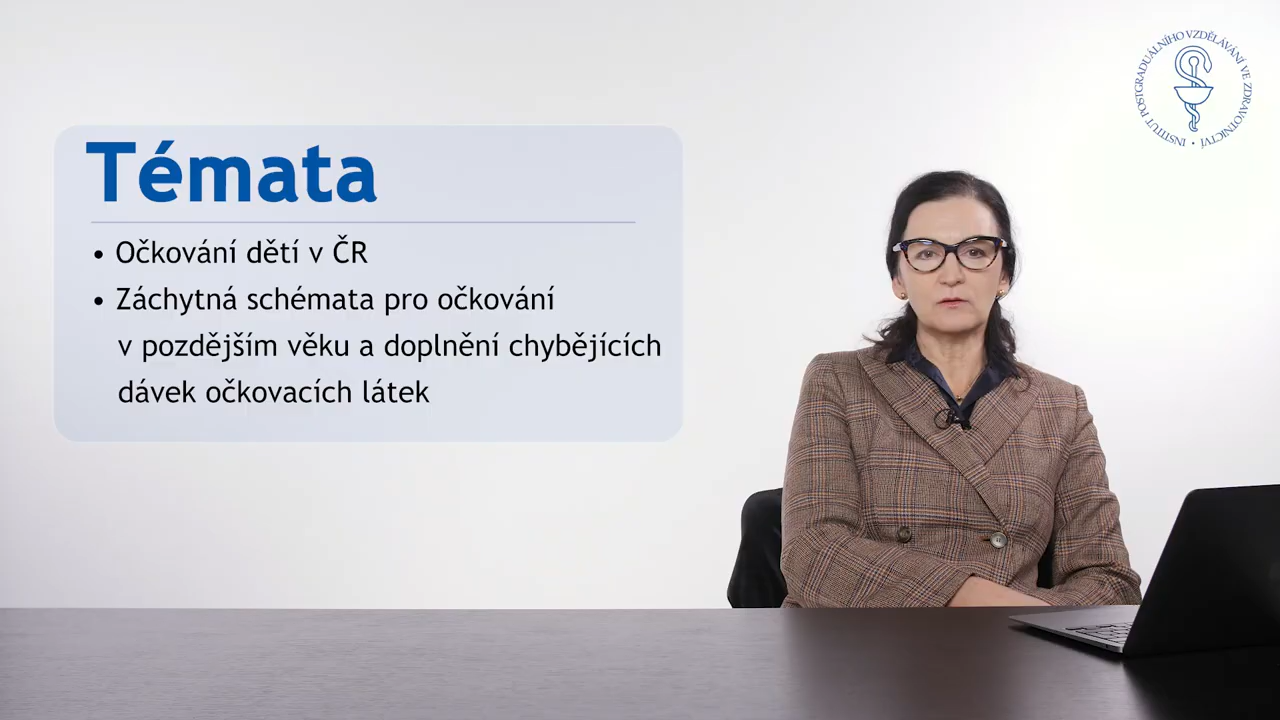 Témata
• Očkování dětí v ČR
• Záchytná schémata pro očkování
v pozdějším věku a doplnění chybějících
dávek očkovacích látek
INSTITUT POSTGRADUÁLNÍHO VZDĚLÁVÁNÍ VE ZDRAVOTNICTVÍ •